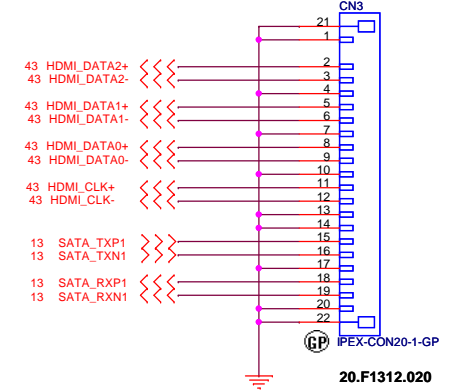 CN3
21
1
43 HDMI_DATA2+ 2
43 HDMI_DATA2- 3
4
43 HDMI_DATA1+ 5
43 HDMI_DATA1- 6
7
43 HDMI_DATA0+ 8
43 HDMI_DATA0- 9
10
43 HDMI_CLK+ 11
43 HDMI_CLK- 12
13
14
13 SATA_TXP1 15
13 SATA_TXN1 16
17
13 SATA_RXP1 18
13 SATA_RXN1 19
20
22
GP IPEX-CON20-1-GP
20.F1312.020